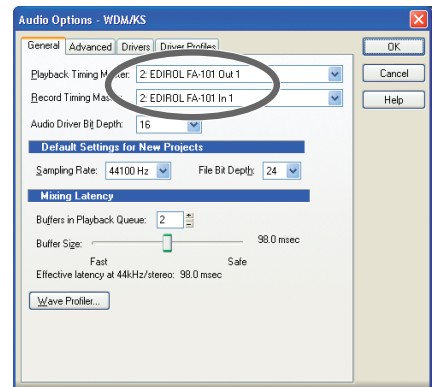 Audio Options - WDM/KS
General Advanced Drivers Driver Profiles
OK
Cancel
Help
Playback Timing Master: 2: EDIROL FA-101 Out 1
Record Timing Master: 2: EDIROL FA-101 In 1
Audio Driver Bit Depth: 16
Default Settings for New Projects
Sampling Rate: 44100 Hz File Bit Depth: 24
Mixing Latency
Buffers in Playback Queue: 2
Buffer Size: 98.0 msec
Fast Safe
Effective latency at 44kHz/stereo: 98.0 msec
Wave Profiler...